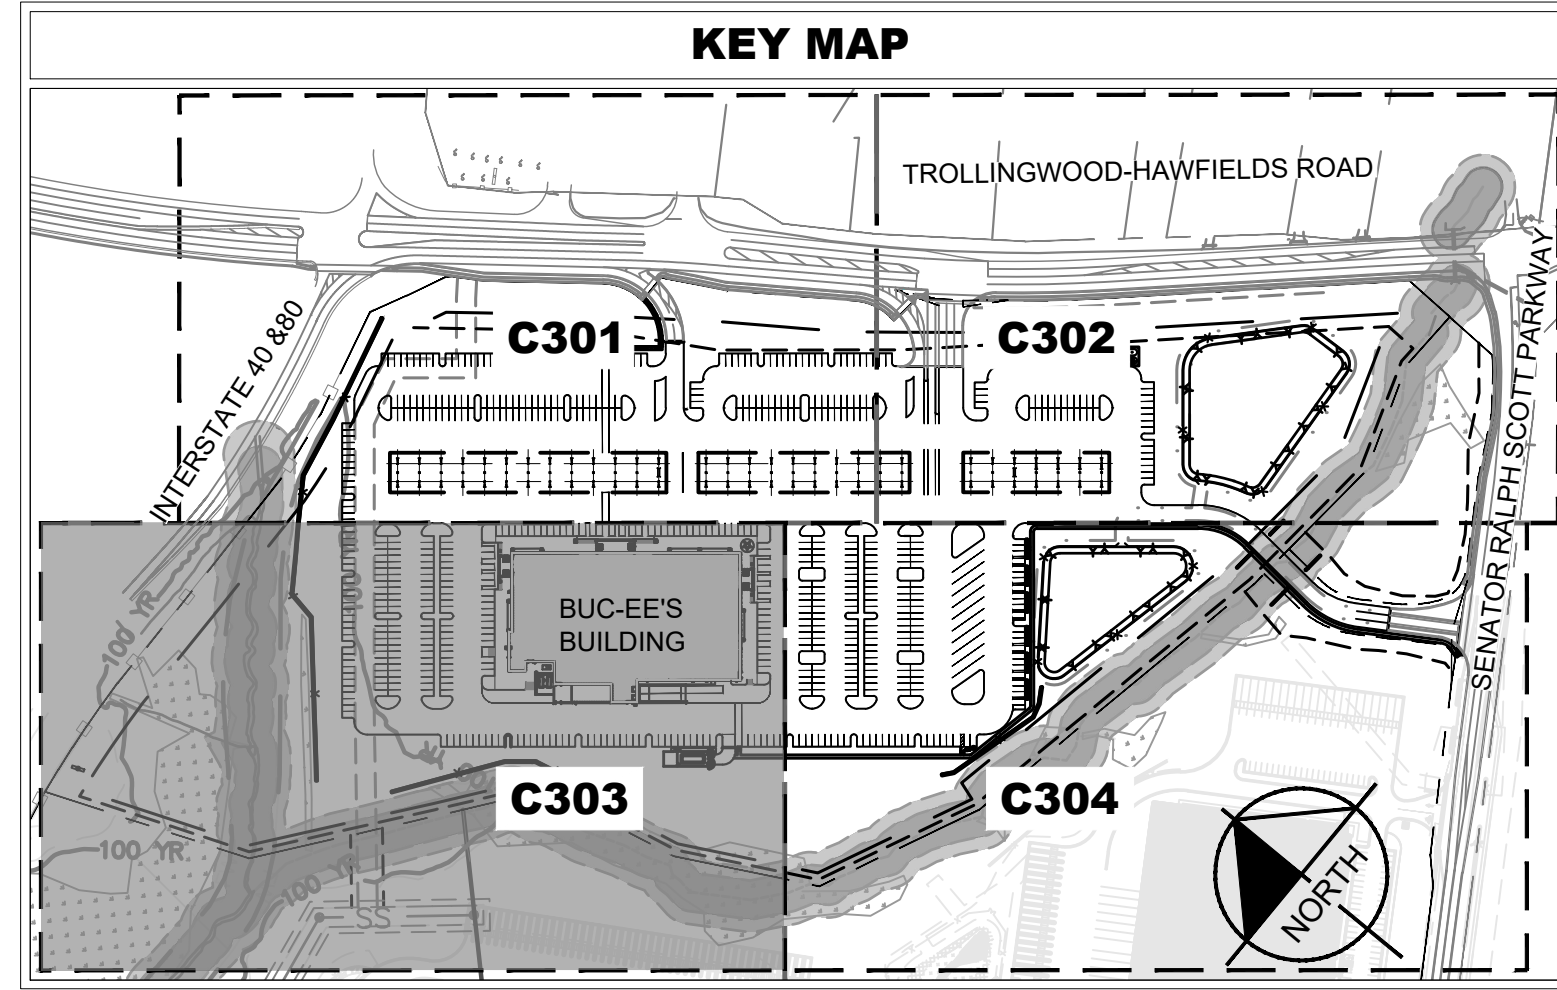 KEY MAP
TROLLINGWOOD-HAWFIELDS ROAD
INTERSTATE 40 &80
C301
C302
SENATOR RALPH SCOTT PARKWAY
BUC-EE'S
BUILDING
100 YR
100 YR
100 YR
C303
C304
SS
NORTH